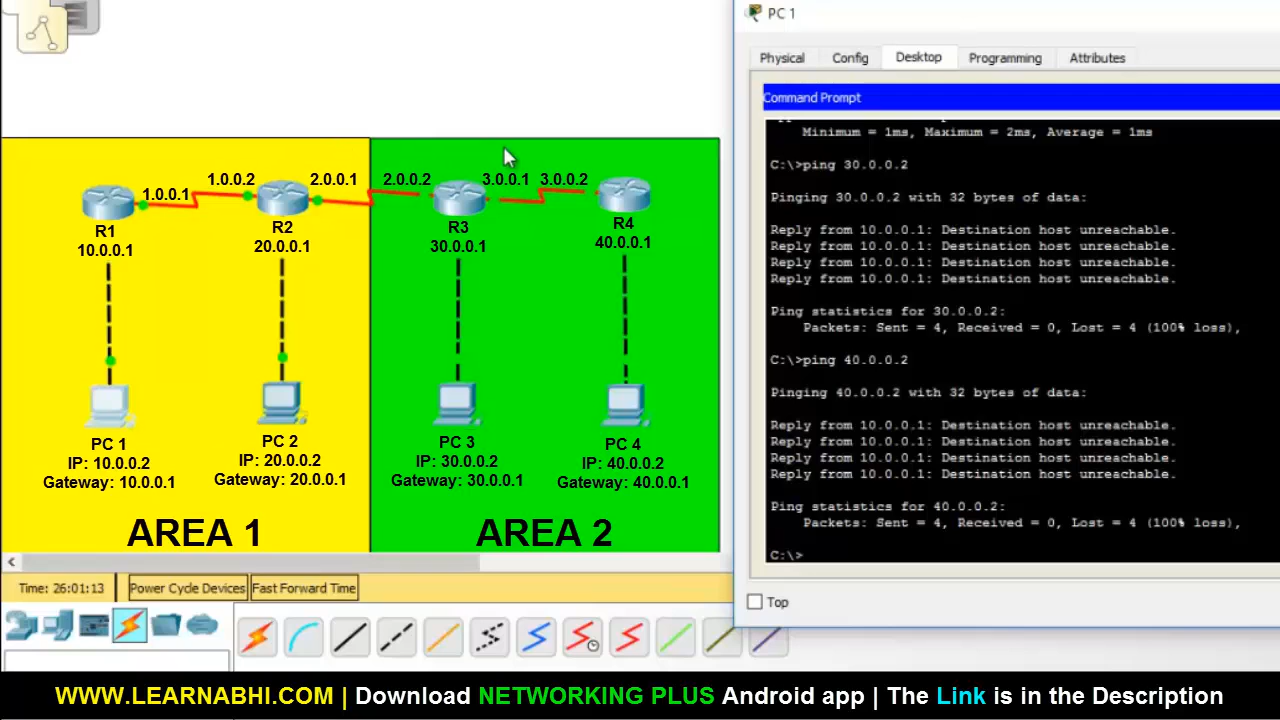 PC 1
Physical Config Desktop Programming Attributes
Command Prompt
Minimum = 1ms, Maximum = 2ms, Average = 1ms
C:\>ping 30.0.0.2
Pinging 30.0.0.2 with 32 bytes of data:
Reply from 10.0.0.1: Destination host unreachable.
Reply from 10.0.0.1: Destination host unreachable.
Reply from 10.0.0.1: Destination host unreachable.
Reply from 10.0.0.1: Destination host unreachable.
Ping statistics for 30.0.0.2:
Packets: Sent = 4, Received = 0, Lost = 4 (100% loss),
C:\>ping 40.0.0.2
Pinging 40.0.0.2 with 32 bytes of data:
Reply from 10.0.0.1: Destination host unreachable.
Reply from 10.0.0.1: Destination host unreachable.
Reply from 10.0.0.1: Destination host unreachable.
Reply from 10.0.0.1: Destination host unreachable.
Ping statistics for 40.0.0.2:
Packets: Sent = 4, Received = 0, Lost = 4 (100% loss),
C:\>
Top
1.0.0.1 1.0.0.2 2.0.0.1 2.0.0.2 3.0.0.1 3.0.0.2
R1
10.0.0.1
R2
20.0.0.1
R3
30.0.0.1
R4
40.0.0.1
PC 1
IP: 10.0.0.2
Gateway: 10.0.0.1
PC 2
IP: 20.0.0.2
Gateway: 20.0.0.1
PC 3
IP: 30.0.0.2
Gateway: 30.0.0.1
PC 4
IP: 40.0.0.2
Gateway: 40.0.0.1
AREA 1
AREA 2
Time: 26:01:13 Power Cycle Devices Fast Forward Time
WWW.LEARNABHI.COM | Download NETWORKING PLUS Android app | The Link is in the Description